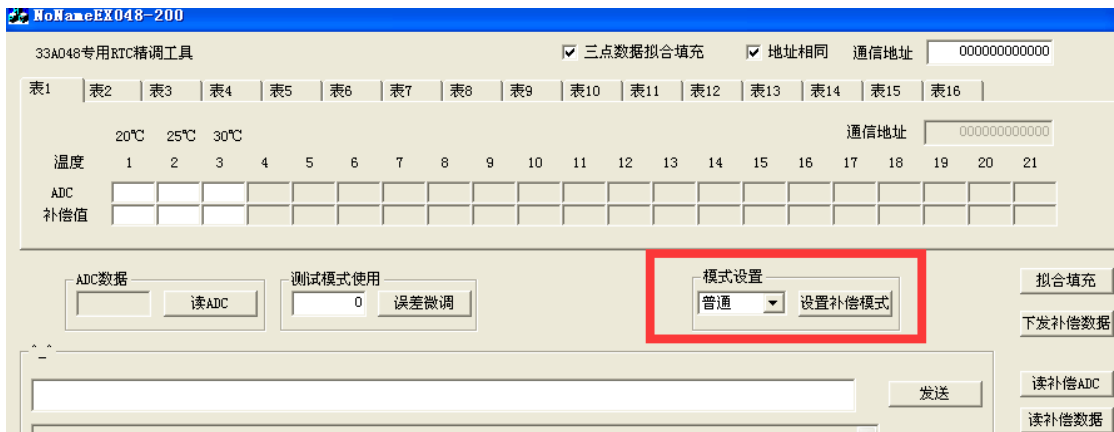 NoNameEX048-200
33A048专用RTC精调工具 三点数据拟合填充 地址相同 通信地址 000000000000
表1 表2 表3 表4 表5 表6 表7 表8 表9 表10 表11 表12 表13 表14 表15 表16
20℃ 25℃ 30℃ 通信地址 000000000000
温度 1 2 3 4 5 6 7 8 9 10 11 12 13 14 15 16 17 18 19 20 21
ADC
补偿值
ADC数据 测试模式使用 模式设置 拟合填充
读ADC 0 误差微调 普通 设置补偿模式
下发补偿数据
^_^
发送 读补偿ADC
读补偿数据